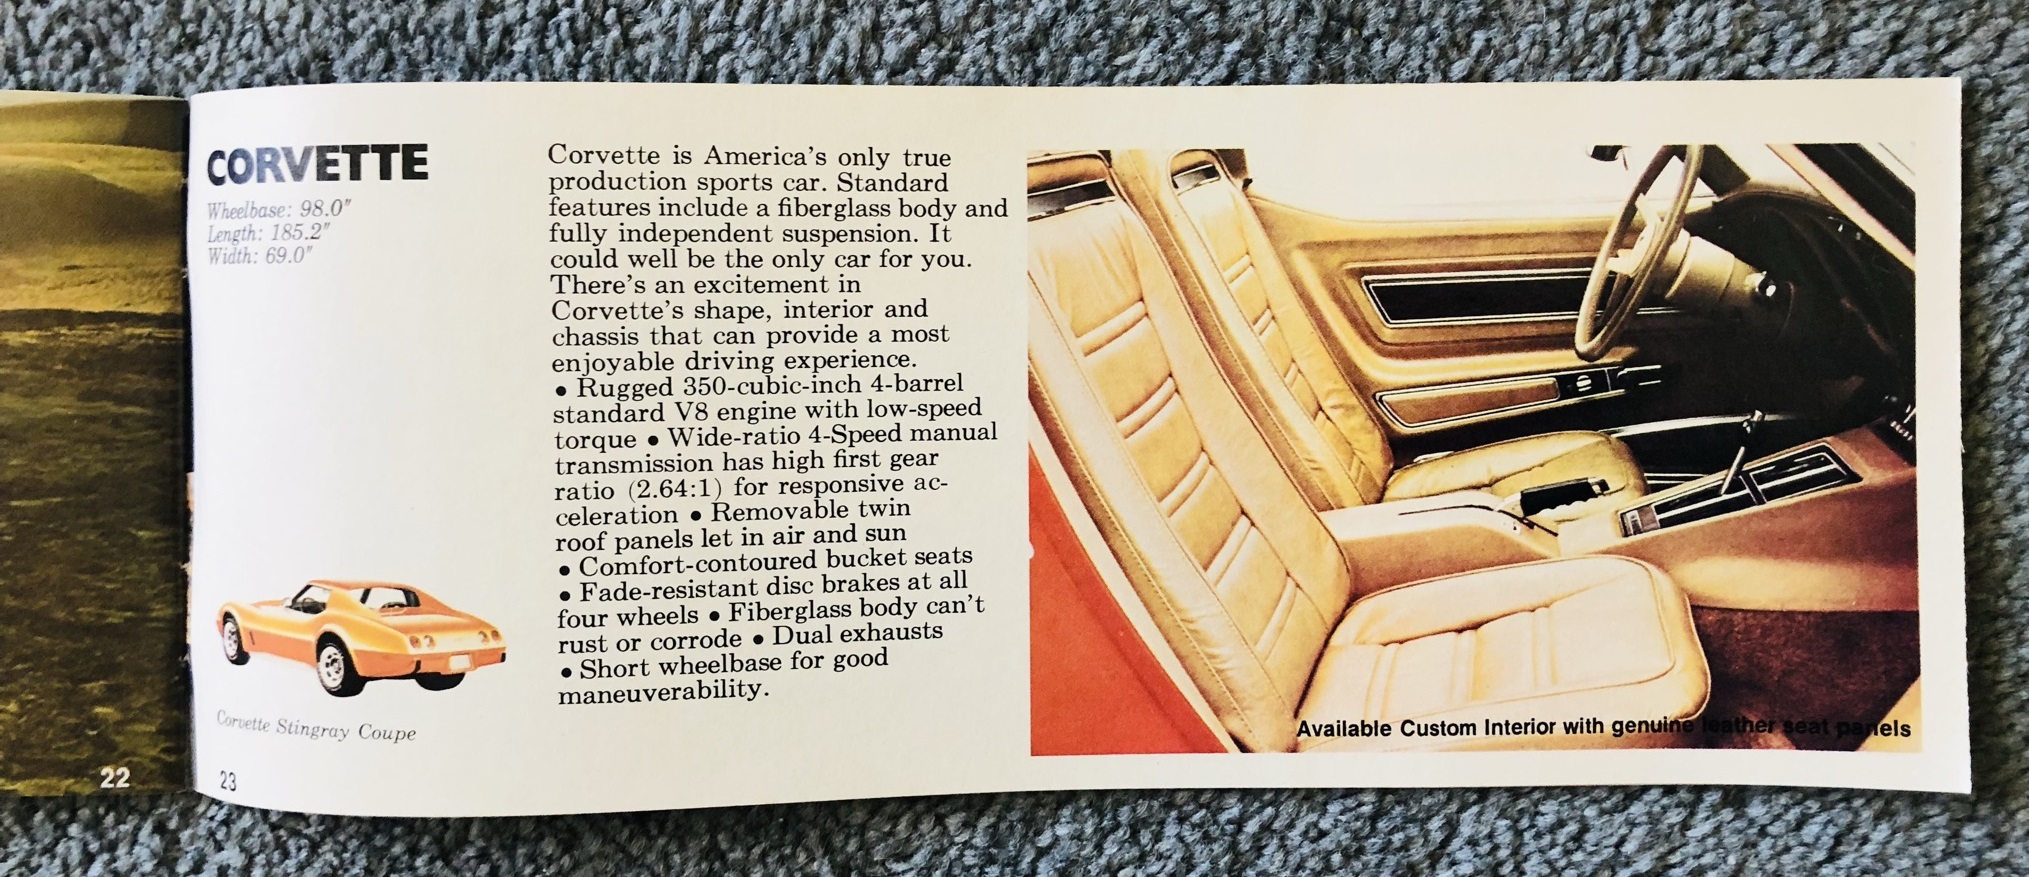 CORVETTE
Wheelbase: 98.0"
Length: 185.2"
Width: 69.0"
Corvette is America's only true
production sports car. Standard
features include a fiberglass body and
fully independent suspension. It
could well be the only car for you.
There's an excitement in
Corvette's shape, interior and
chassis that can provide a most
enjoyable driving experience.
• Rugged 350-cubic-inch 4-barrel
standard V8 engine with low-speed
torque • Wide-ratio 4-Speed manual
transmission has high first gear
ratio (2.64:1) for responsive ac-
celeration • Removable twin
roof panels let in air and sun
• Comfort-contoured bucket seats
• Fade-resistant disc brakes at all
four wheels • Fiberglass body can't
rust or corrode • Dual exhausts
• Short wheelbase for good
maneuverability.
Corvette Stingray Coupe
Available Custom Interior with genuine leather seat panels
22
23